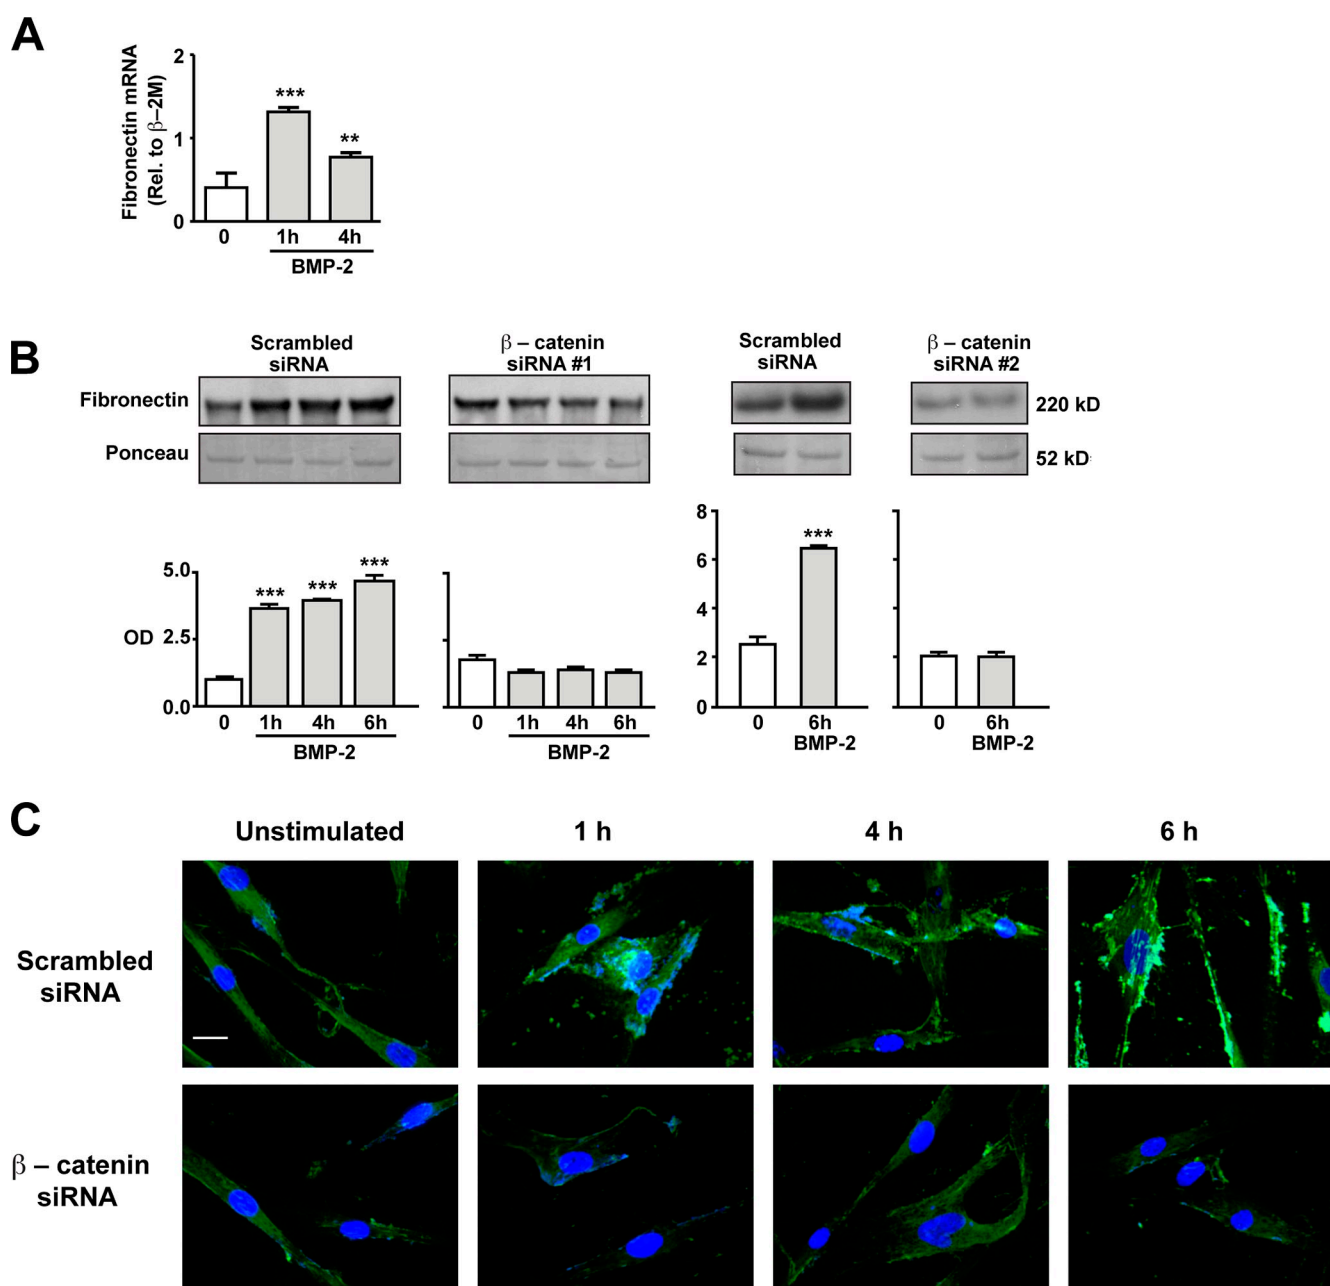 A
Fibronectin mRNA
(Rel. to β–2M)
2
1
0
***
**
0 1h 4h
BMP-2
B
Scrambled
siRNA
β – catenin
siRNA #1
Scrambled
siRNA
β – catenin
siRNA #2
Fibronectin
220 kD
Ponceau
52 kD
OD
5.0
2.5
0.0
*** *** ***
0 1h 4h 6h
BMP-2
0 1h 4h 6h
BMP-2
8
6
4
2
0
***
0 6h
BMP-2
0 6h
BMP-2
C
Unstimulated 1 h 4 h 6 h
Scrambled
siRNA
β – catenin
siRNA